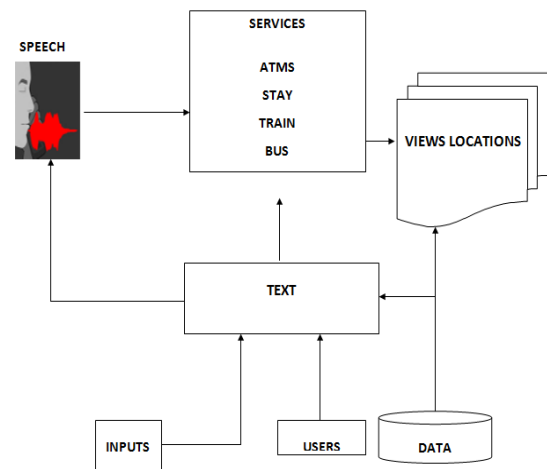 SERVICES
SPEECH
ATMS
STAY
TRAIN
BUS
VIEWS LOCATIONS
TEXT
INPUTS
USERS
DATA